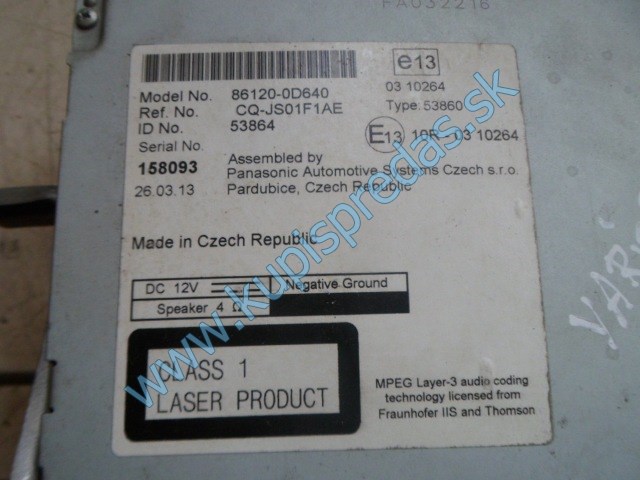 FA032216
e13
Model No. 86120-0D640
03 10264
Ref. No. CQ-JS01F1AE
Type: 53860
ID No. 53864
E13 10R - 03 10264
Serial No.
158093
Assembled by
Panasonic Automotive Systems Czech s.r.o.
26.03.13
Pardubice, Czech Republic
Made in Czech Republic
DC 12V
Negative Ground
Speaker 4 Ω
CLASS 1
LASER PRODUCT
MPEG Layer-3 audio coding
technology licensed from
Fraunhofer IIS and Thomson
www.kupispredas.sk